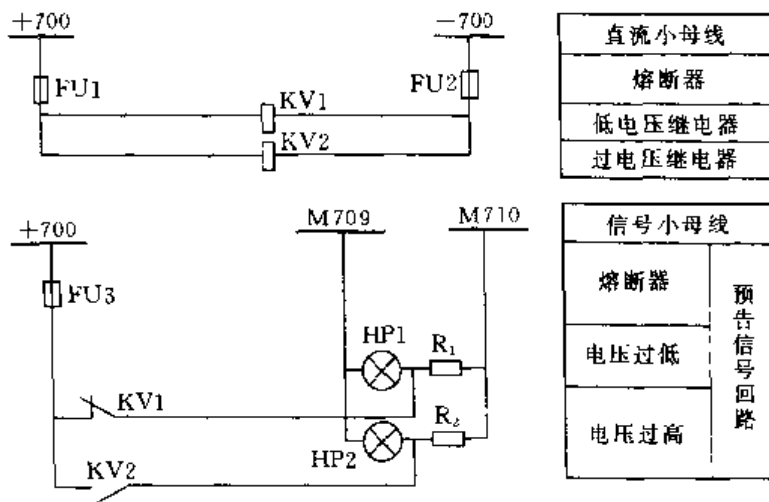 +700
-700
FU1
FU2
KV1
KV2
直流小母线
熔断器
低电压继电器
过电压继电器
+700
M709
M710
FU3
HP1
R₁
KV1
R₂
HP2
KV2
信号小母线
熔断器
电压过低
电压过高
预告信号回路